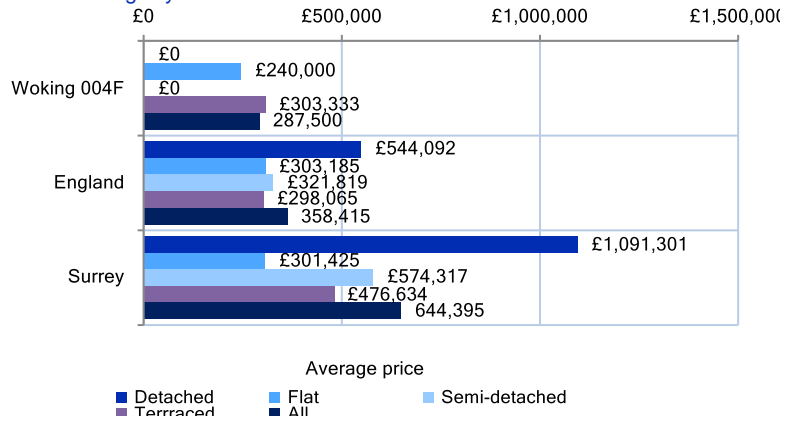 £0 £500,000 £1,000,000 £1,500,000
£0
£240,000
Woking 004F
£0
£303,333
287,500
£544,092
£303,185
England
£321,819
£298,065
358,415
£1,091,301
£301,425
Surrey
£574,317
£476,634
644,395
Average price
Detached Flat Semi-detached
Terrraced All